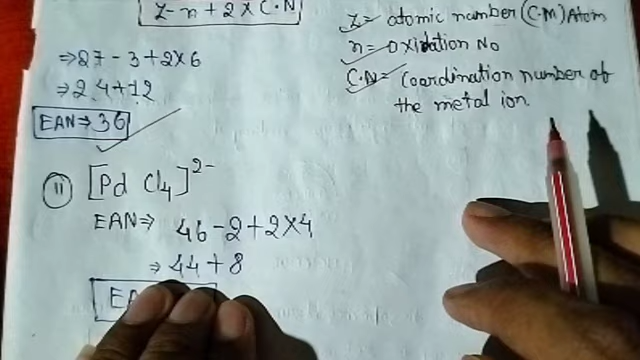 Z-n+2×C.N
Z= atomic number (C.M) Atom
n= Oxidation No
C.N= Coordination number of
the metal ion.
⇒27-3+2×6
⇒24+12
EAN⇒36
(11) [Pd Cl4]2-
EAN⇒ 46-2+2×4
⇒44+8